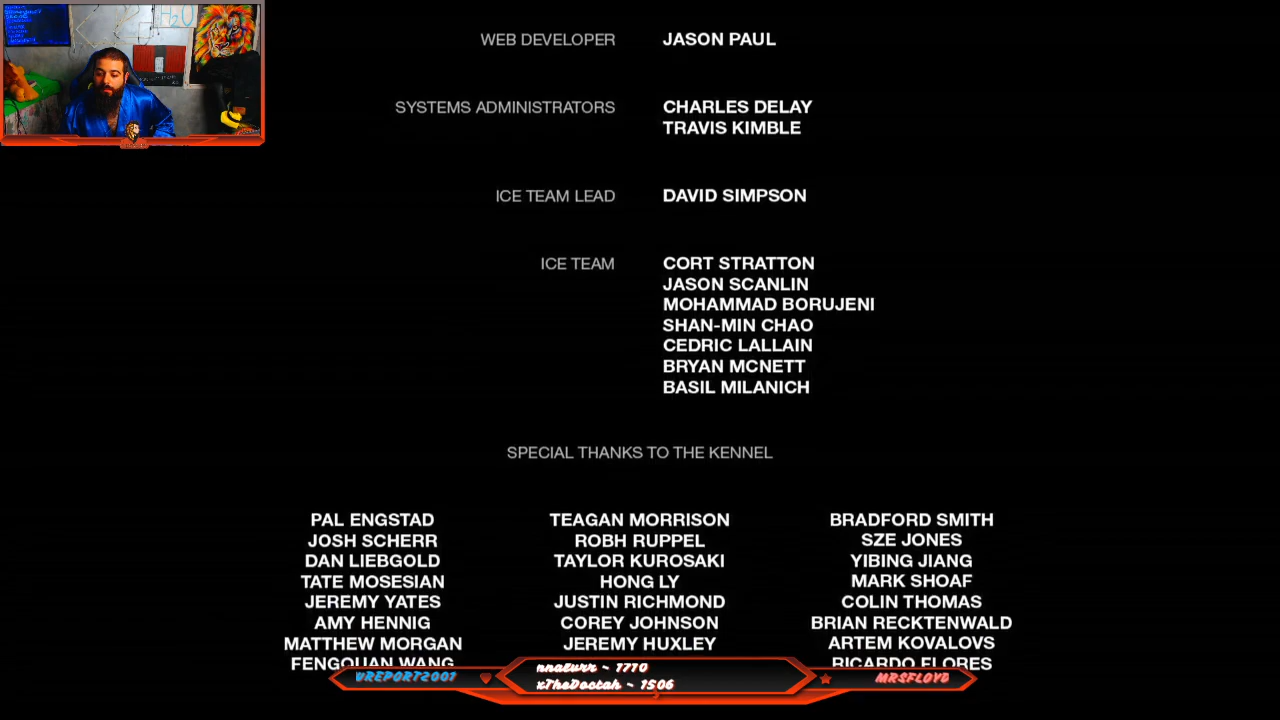 H2O
WEB DEVELOPER JASON PAUL
SYSTEMS ADMINISTRATORS CHARLES DELAY
TRAVIS KIMBLE
ICE TEAM LEAD DAVID SIMPSON
ICE TEAM CORT STRATTON
JASON SCANLIN
MOHAMMAD BORUJENI
SHAN-MIN CHAO
CEDRIC LALLAIN
BRYAN MCNETT
BASIL MILANICH
SPECIAL THANKS TO THE KENNEL
PAL ENGSTAD TEAGAN MORRISON BRADFORD SMITH
JOSH SCHERR ROBH RUPPEL SZE JONES
DAN LIEBGOLD TAYLOR KUROSAKI YIBING JIANG
TATE MOSESIAN HONG LY MARK SHOAF
JEREMY YATES JUSTIN RICHMOND COLIN THOMAS
AMY HENNIG COREY JOHNSON BRIAN RECKTENWALD
MATTHEW MORGAN JEREMY HUXLEY ARTEM KOVALOVS
FENGQUAN WANG RICARDO FLORES
nnaturr - 1710
VREPORT2001 xTheDoctah - 1506 MRSFLOYD